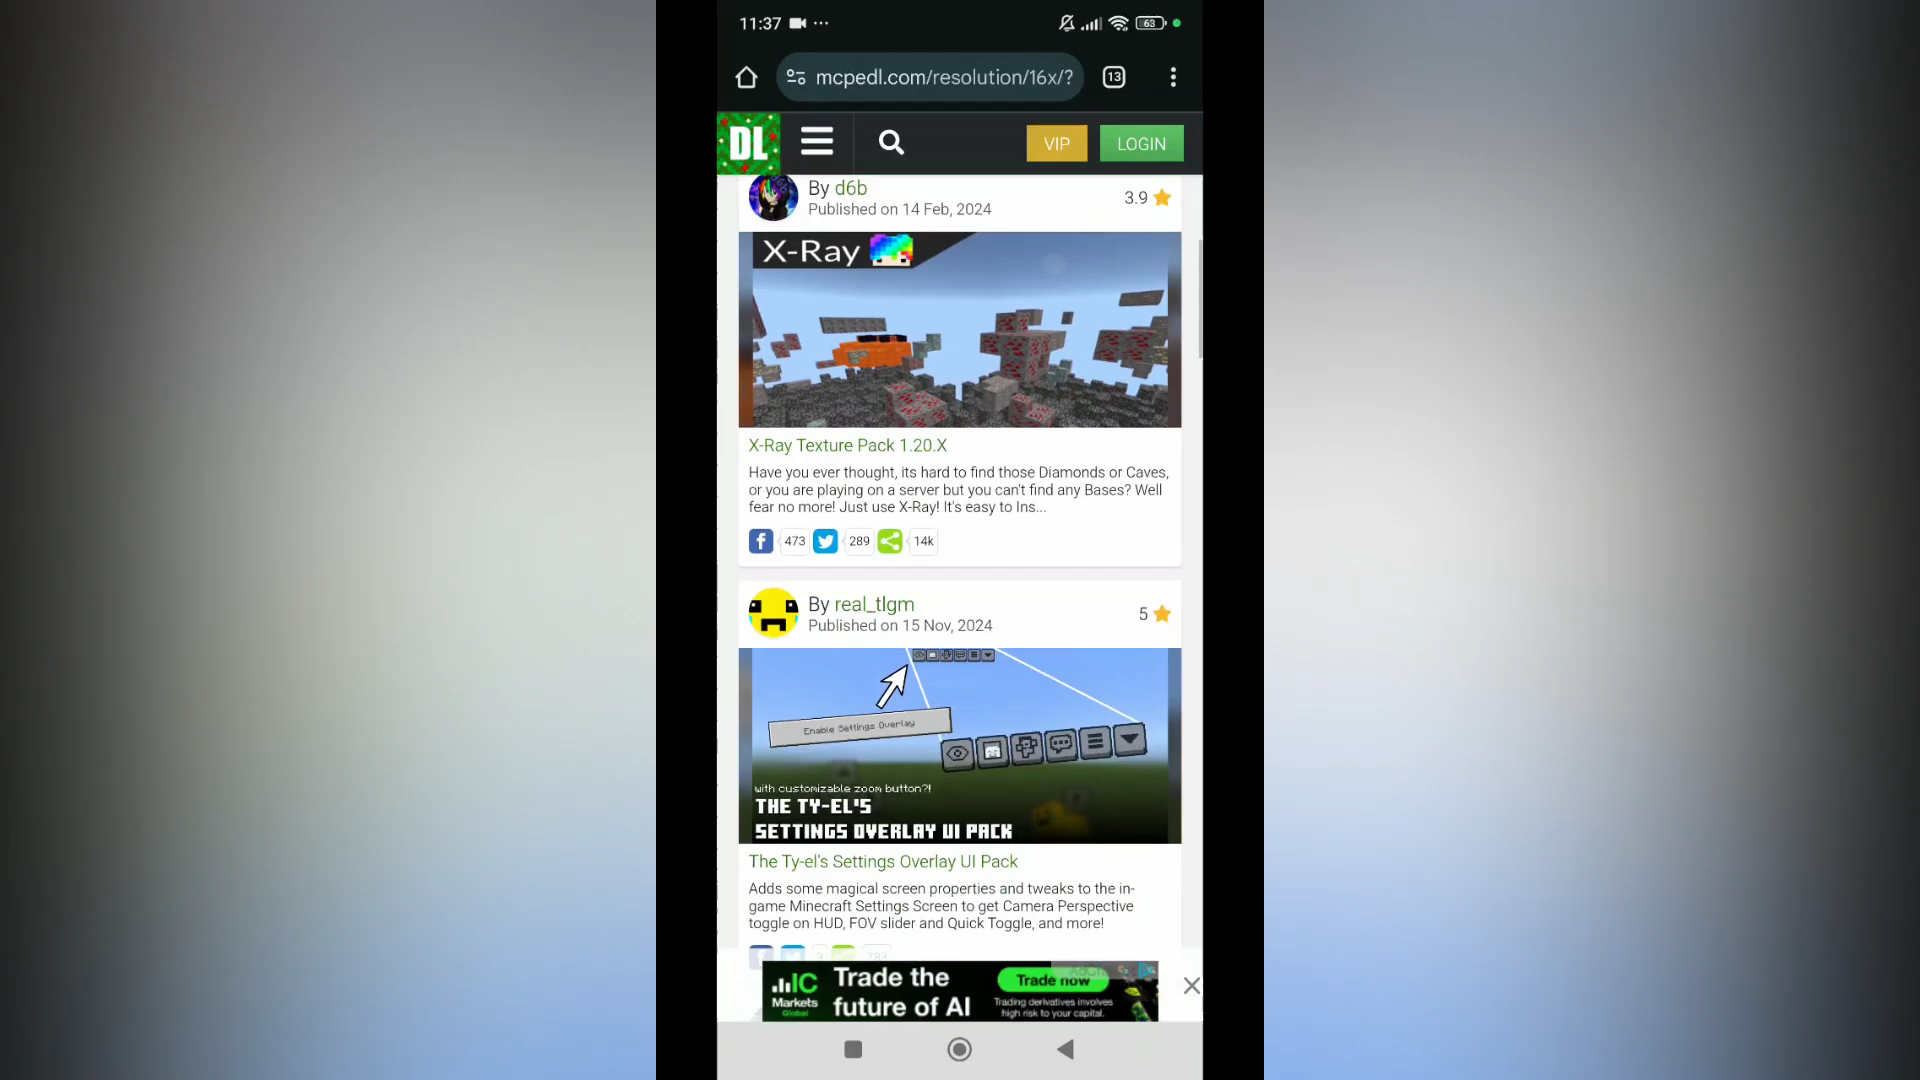 11:37
63
mcpedl.com/resolution/16x/?
13
DL
VIP
LOGIN
By d6b
Published on 14 Feb, 2024
3.9
X-Ray
X-Ray Texture Pack 1.20.X
Have you ever thought, its hard to find those Diamonds or Caves,
or you are playing on a server but you can't find any Bases? Well
fear no more! Just use X-Ray! It's easy to Ins...
473
289
14k
By real_tlgm
Published on 15 Nov, 2024
5
Enable Settings Overlay
with customizable zoom button?!
THE TY-EL'S
SETTINGS OVERLAY UI PACK
The Ty-el's Settings Overlay UI Pack
Adds some magical screen properties and tweaks to the in-
game Minecraft Settings Screen to get Camera Perspective
toggle on HUD, FOV slider and Quick Toggle, and more!
3
183
IC
Markets
Global
Trade the
future of AI
Trade now
Trading derivatives involves
high risk to your capital.